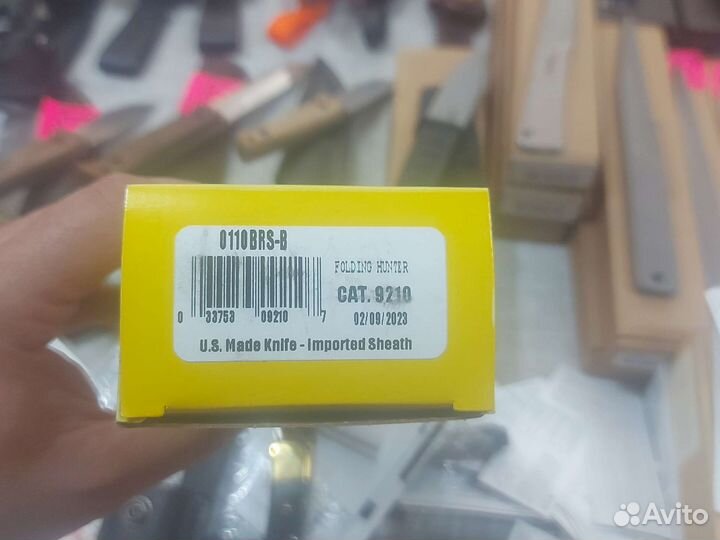 0110BRS-B
FOLDING HUNTER
CAT. 9210
0 33753 09210 7
02/09/2023
U.S. Made Knife - Imported Sheath
Avito